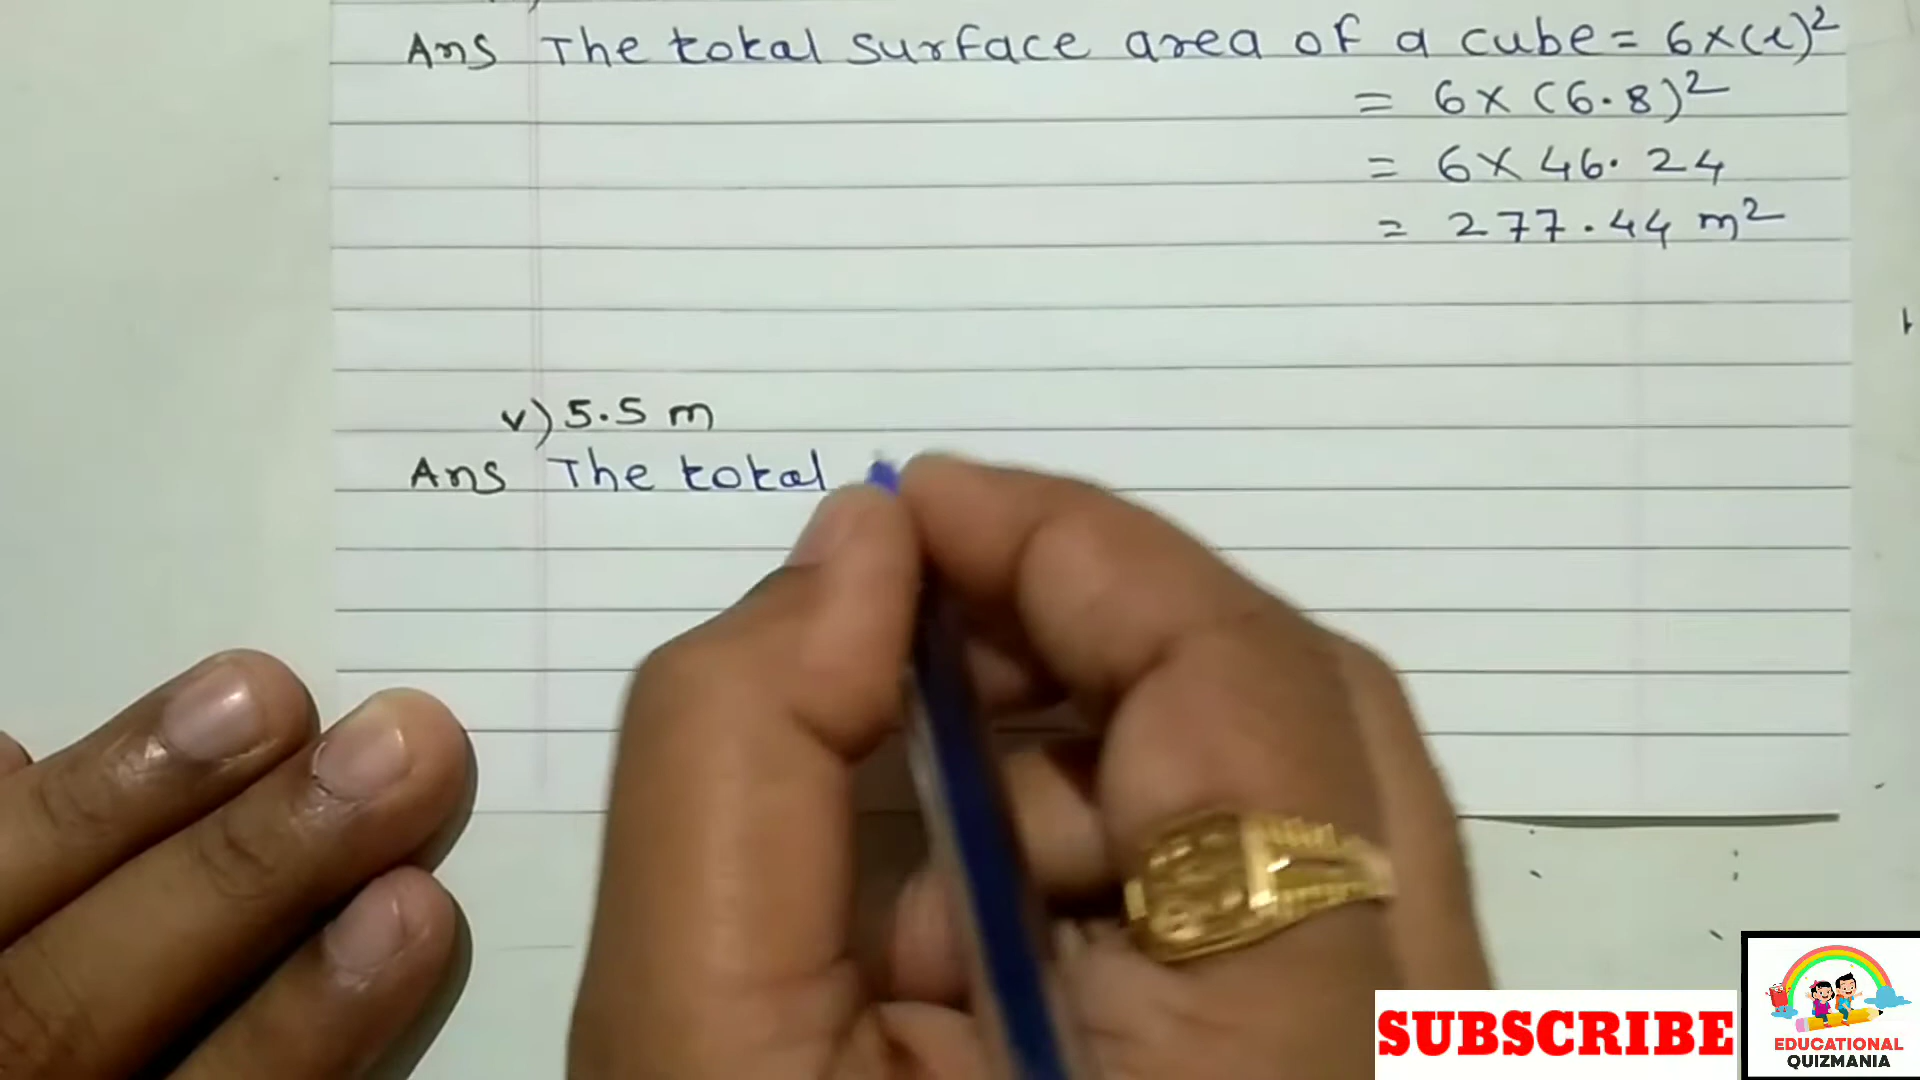 Ans The total surface area of a cube = 6×(l)²
= 6×(6.8)²
= 6×46.24
= 277.44 m²
v) 5.5 m
Ans The total
SUBSCRIBE
EDUCATIONAL
QUIZMANIA